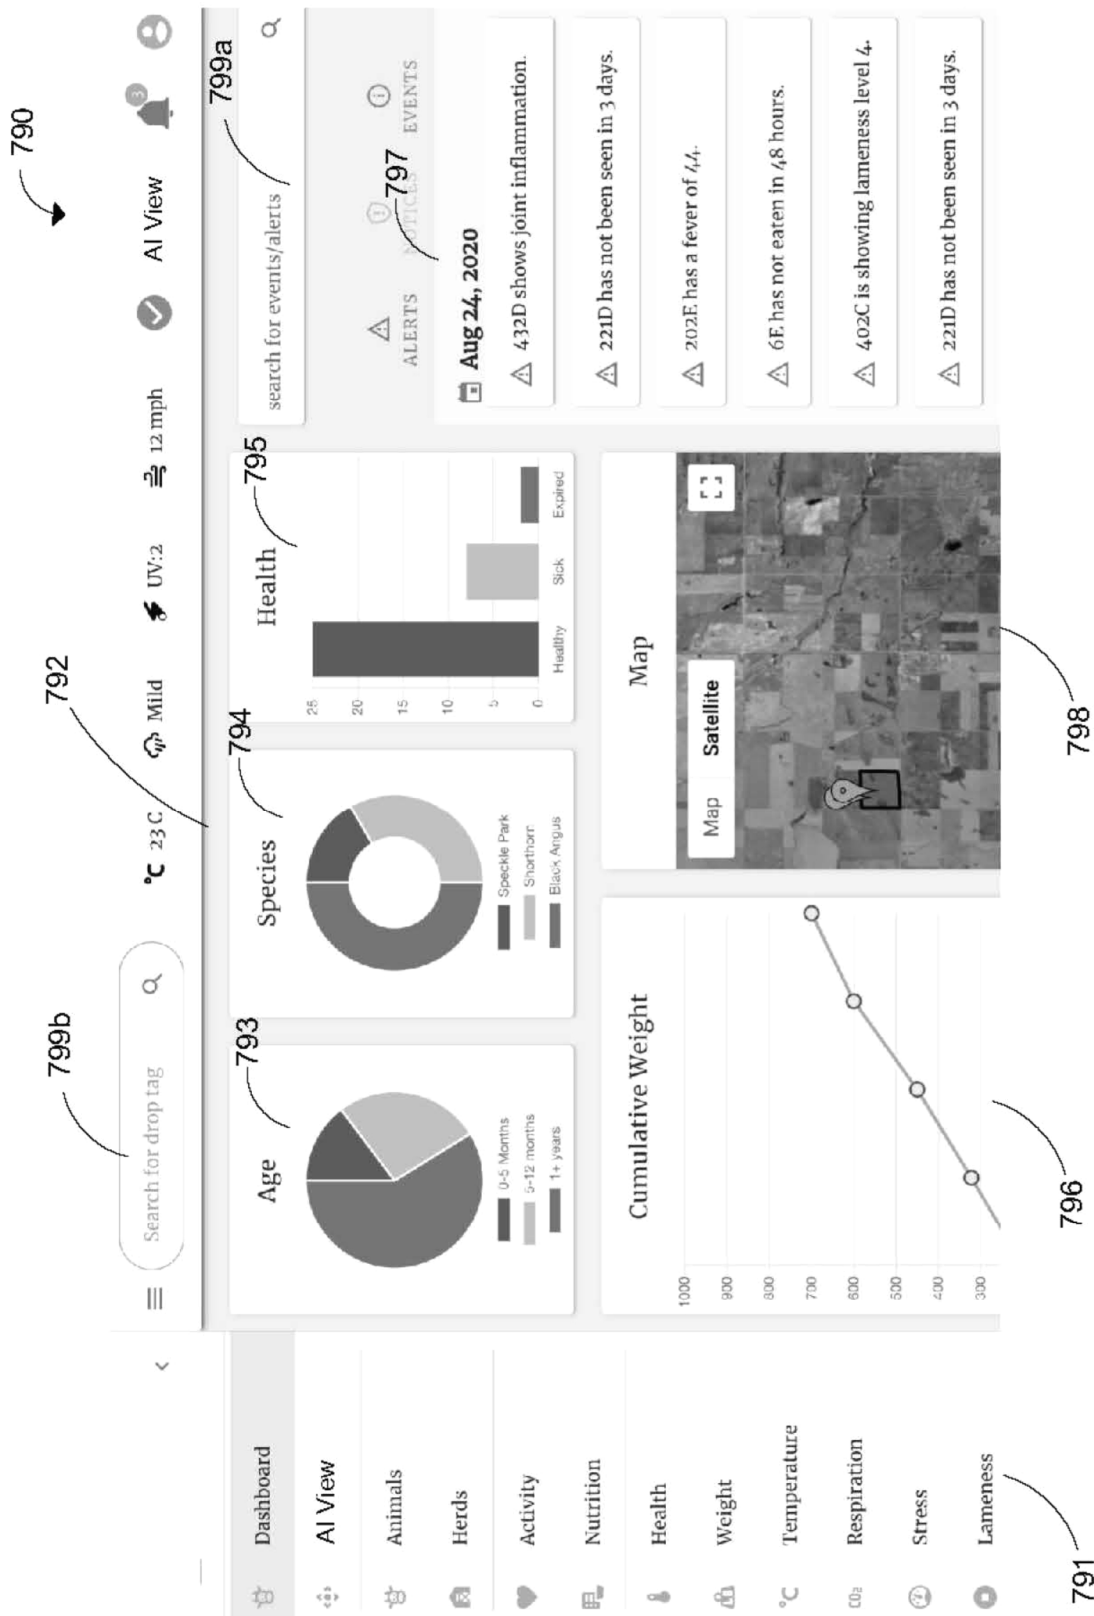 790
792
799b
799a
Search for drop tag
°C 23 C
Mild
UV:2
12 mph
AI View
3
Dashboard
AI View
Animals
Herds
Activity
Nutrition
Health
Weight
°C Temperature
CO2 Respiration
Stress
Lameness
791
Age
793
0-5 Months
5-12 months
1+ years
Species
794
Speckle Park
Shorthorn
Black Angus
Health
795
25
20
15
10
5
0
Healthy
Sick
Expired
search for events/alerts
ALERTS
NOTICES
EVENTS
797
Aug 24, 2020
432D shows joint inflammation.
221D has not been seen in 3 days.
202E has a fever of 44.
6E has not eaten in 48 hours.
402C is showing lameness level 4.
221D has not been seen in 3 days.
Cumulative Weight
1000
900
800
700
600
500
400
300
796
Map
Map
Satellite
798